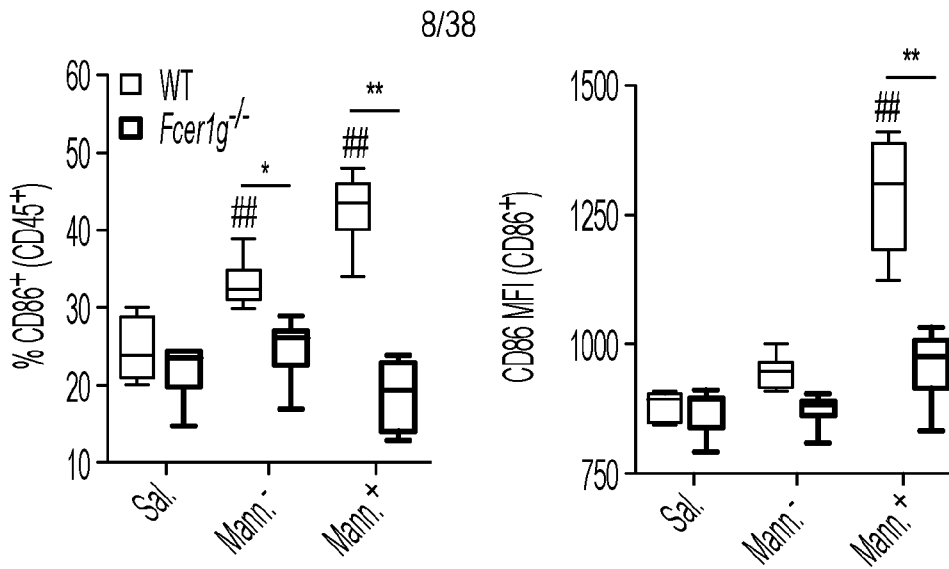 8/38
% CD86+ (CD45+)
60
50
40
30
20
10
WT
Fcer1g-/-
##
*
##
**
Sal.
Mann. -
Mann. +
CD86 MFI (CD86+)
1500
1250
1000
750
##
**
Sal.
Mann. -
Mann. +